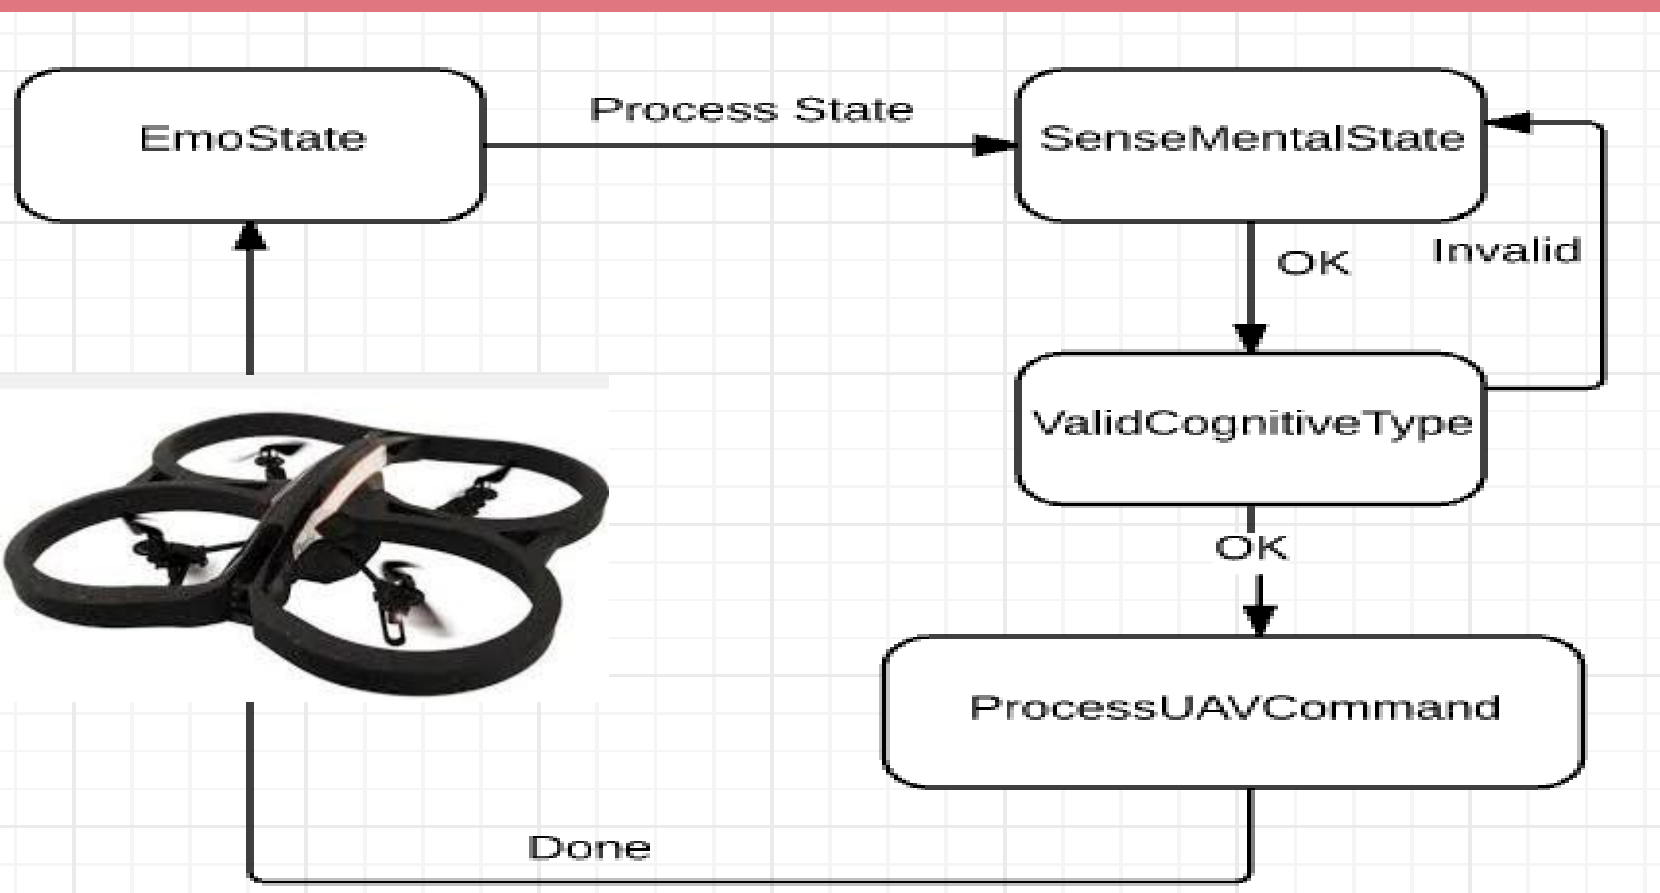 Process State
EmoState
SenseMentalState
Invalid
OK
ValidCognitiveType
OK
ProcessUAVCommand
Done